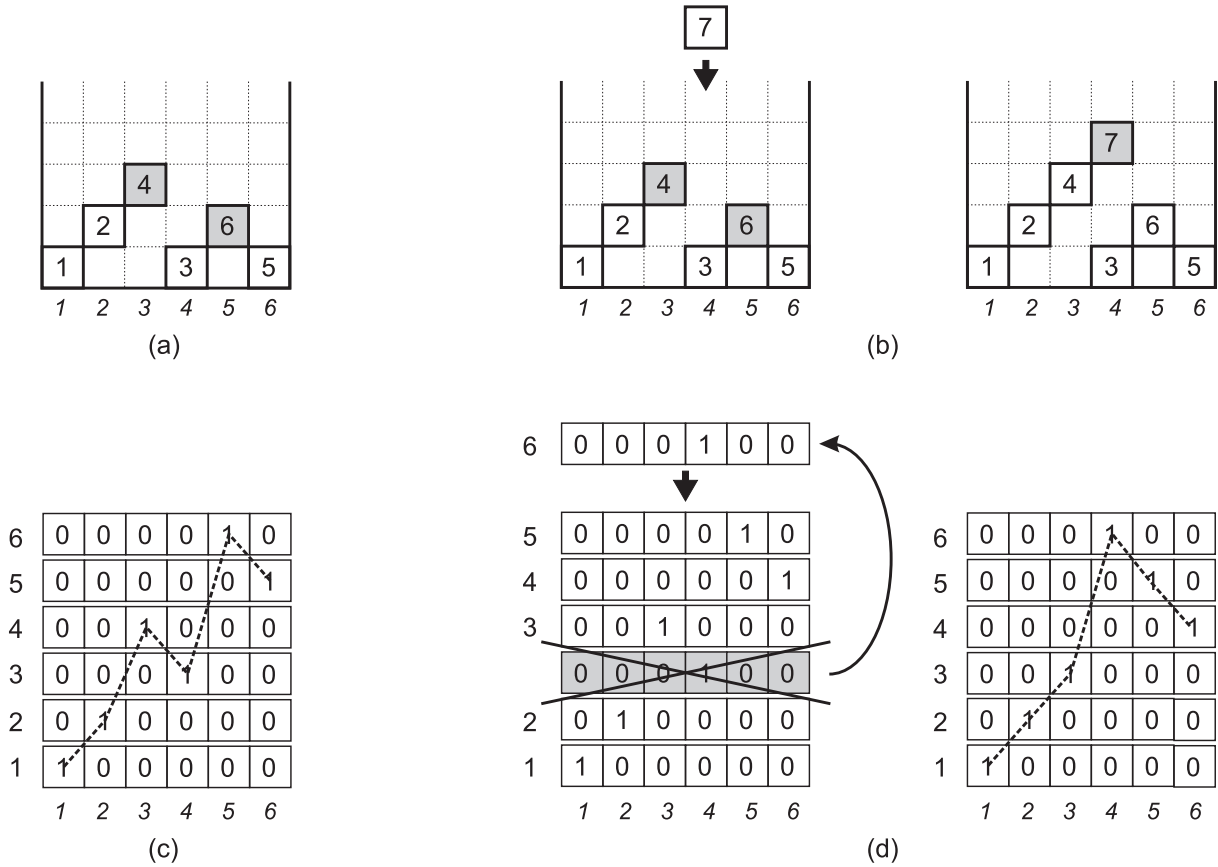 7
4
2 6
1 3 5
1 2 3 4 5 6
(a)
4
2 6
1 3 5
1 2 3 4 5 6
7
4
2 6
1 3 5
1 2 3 4 5 6
(b)
6 0 0 0 0 1 0
5 0 0 0 0 0 1
4 0 0 1 0 0 0
3 0 0 0 1 0 0
2 0 1 0 0 0 0
1 1 0 0 0 0 0
1 2 3 4 5 6
(c)
6 0 0 0 1 0 0
5 0 0 0 0 1 0
4 0 0 0 0 0 1
3 0 0 1 0 0 0
0 0 0 1 0 0
2 0 1 0 0 0 0
1 1 0 0 0 0 0
1 2 3 4 5 6
6 0 0 0 1 0 0
5 0 0 0 0 1 0
4 0 0 0 0 0 1
3 0 0 1 0 0 0
2 0 1 0 0 0 0
1 1 0 0 0 0 0
1 2 3 4 5 6
(d)